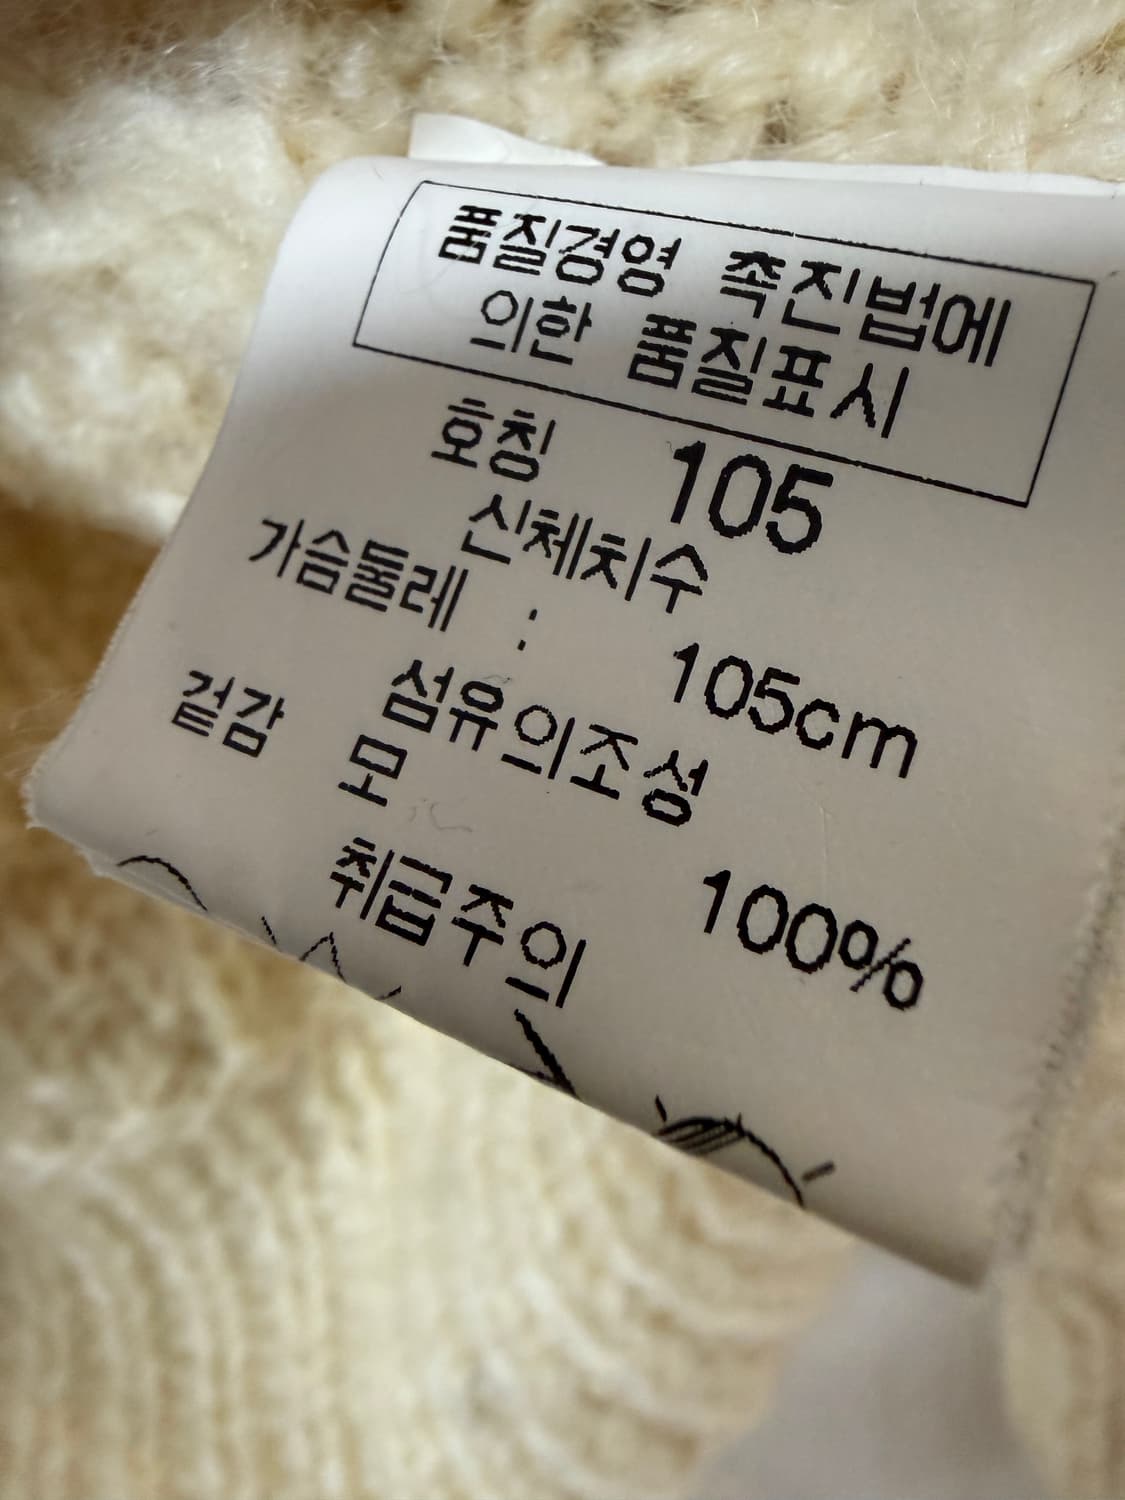 품질경영 촉진법에
의한 품질표시
호칭 105
신체치수
가슴둘레 : 105cm
섬유의조성
겉감 모 100%
취급주의